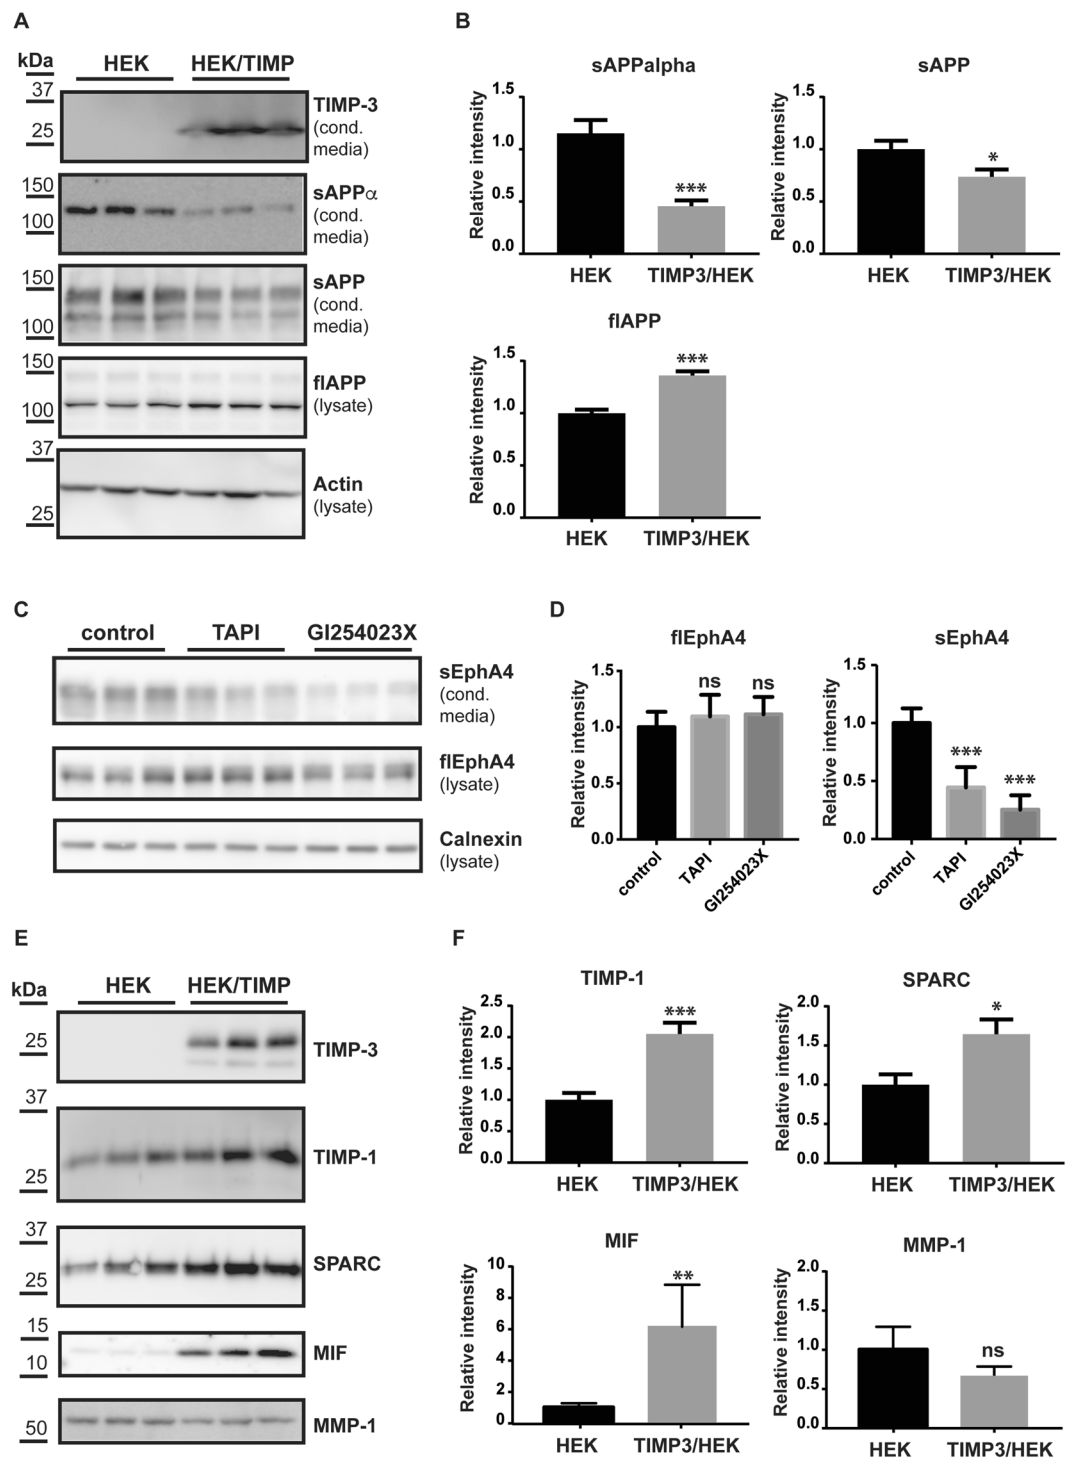 A
kDa
HEK
HEK/TIMP
37
25
TIMP-3
(cond.
media)
150
100
sAPPα
(cond.
media)
150
100
sAPP
(cond.
media)
150
100
flAPP
(lysate)
37
25
Actin
(lysate)
B
sAPPalpha
Relative intensity
1.5
1.0
0.5
0.0
***
HEK
TIMP3/HEK
sAPP
Relative intensity
1.5
1.0
0.5
0.0
*
HEK
TIMP3/HEK
flAPP
Relative intensity
1.5
1.0
0.5
0.0
***
HEK
TIMP3/HEK
C
control
TAPI
GI254023X
sEphA4
(cond.
media)
flEphA4
(lysate)
Calnexin
(lysate)
D
flEphA4
Relative intensity
1.5
1.0
0.5
0.0
ns
ns
control
TAPI
GI254023X
sEphA4
Relative intensity
1.5
1.0
0.5
0.0
***
***
control
TAPI
GI254023X
E
kDa
HEK
HEK/TIMP
25
TIMP-3
37
25
TIMP-1
37
25
SPARC
15
10
MIF
50
MMP-1
F
TIMP-1
Relative intensity
2.5
2.0
1.5
1.0
0.5
0.0
***
HEK
TIMP3/HEK
SPARC
Relative intensity
2.0
1.5
1.0
0.5
0.0
*
HEK
TIMP3/HEK
MIF
Relative intensity
10
8
6
4
2
0
**
HEK
TIMP3/HEK
MMP-1
Relative intensity
2.0
1.5
1.0
0.5
0.0
ns
HEK
TIMP3/HEK